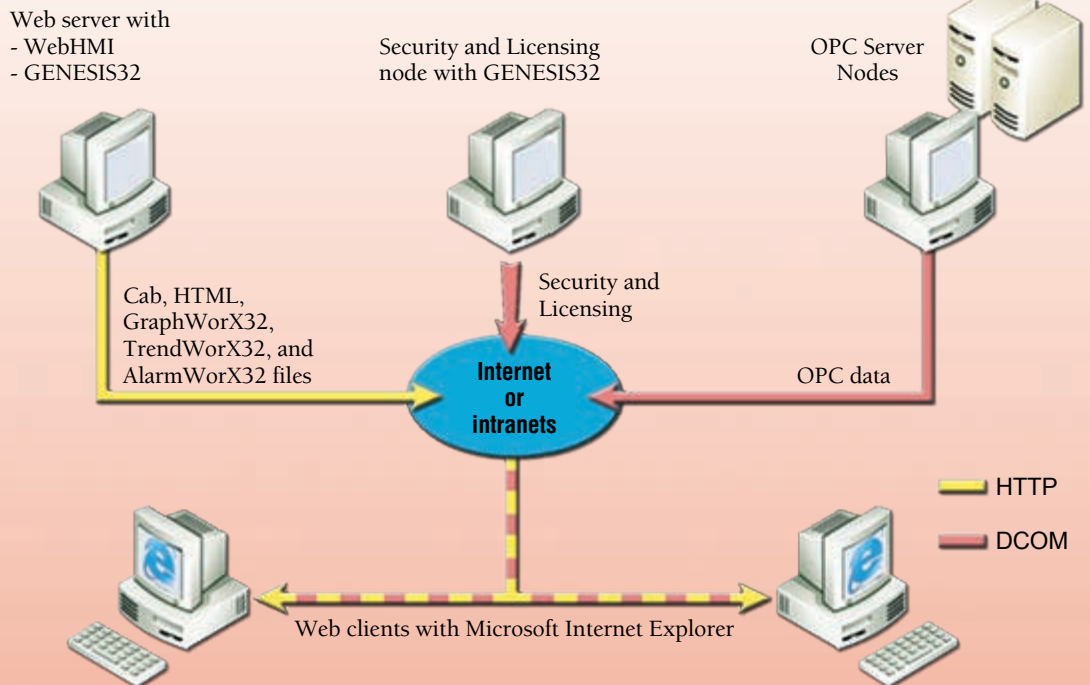 Web server with
- WebHMI
- GENESIS32
Security and Licensing
node with GENESIS32
OPC Server
Nodes
Cab, HTML,
GraphWorX32,
TrendWorX32, and
AlarmWorX32 files
Security and
Licensing
Internet
or
intranets
OPC data
HTTP
DCOM
Web clients with Microsoft Internet Explorer